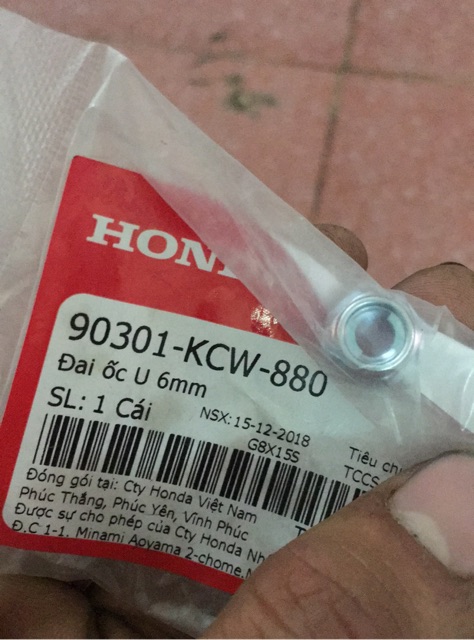 HON
90301-KCW-880
Đai ốc U 6mm
SL: 1 Cái
NSX: 15-12-2018
G8X15S
Tiêu
TCCS
Đóng gói tại: Cty Honda Việt Nam
Phúc Thắng, Phúc Yên, Vĩnh Phúc
Được sự cho phép của Cty Honda
Đ.C 1-1, Minami Aoyama 2-chome,